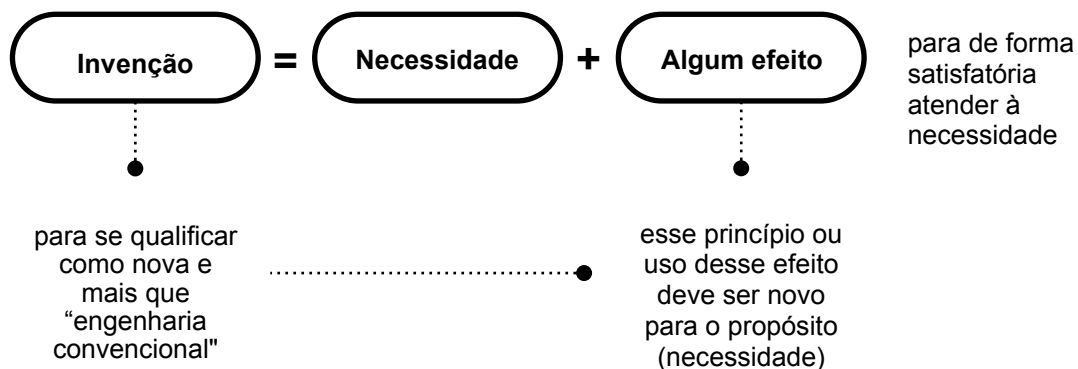 Invenção = Necessidade + Algum efeito
para de forma
satisfatória
atender à
necessidade
para se qualificar
como nova e
mais que
“engenharia
convencional"
esse princípio ou
uso desse efeito
deve ser novo
para o propósito
(necessidade)